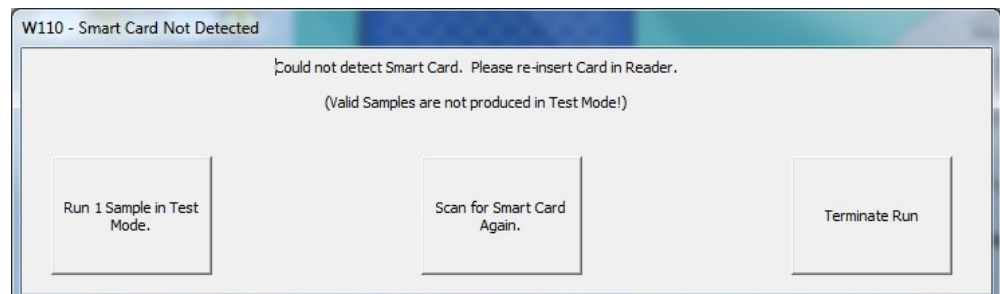 W110 - Smart Card Not Detected
Could not detect Smart Card. Please re-insert Card in Reader.
(Valid Samples are not produced in Test Mode!)
Run 1 Sample in Test
Mode.
Scan for Smart Card
Again.
Terminate Run